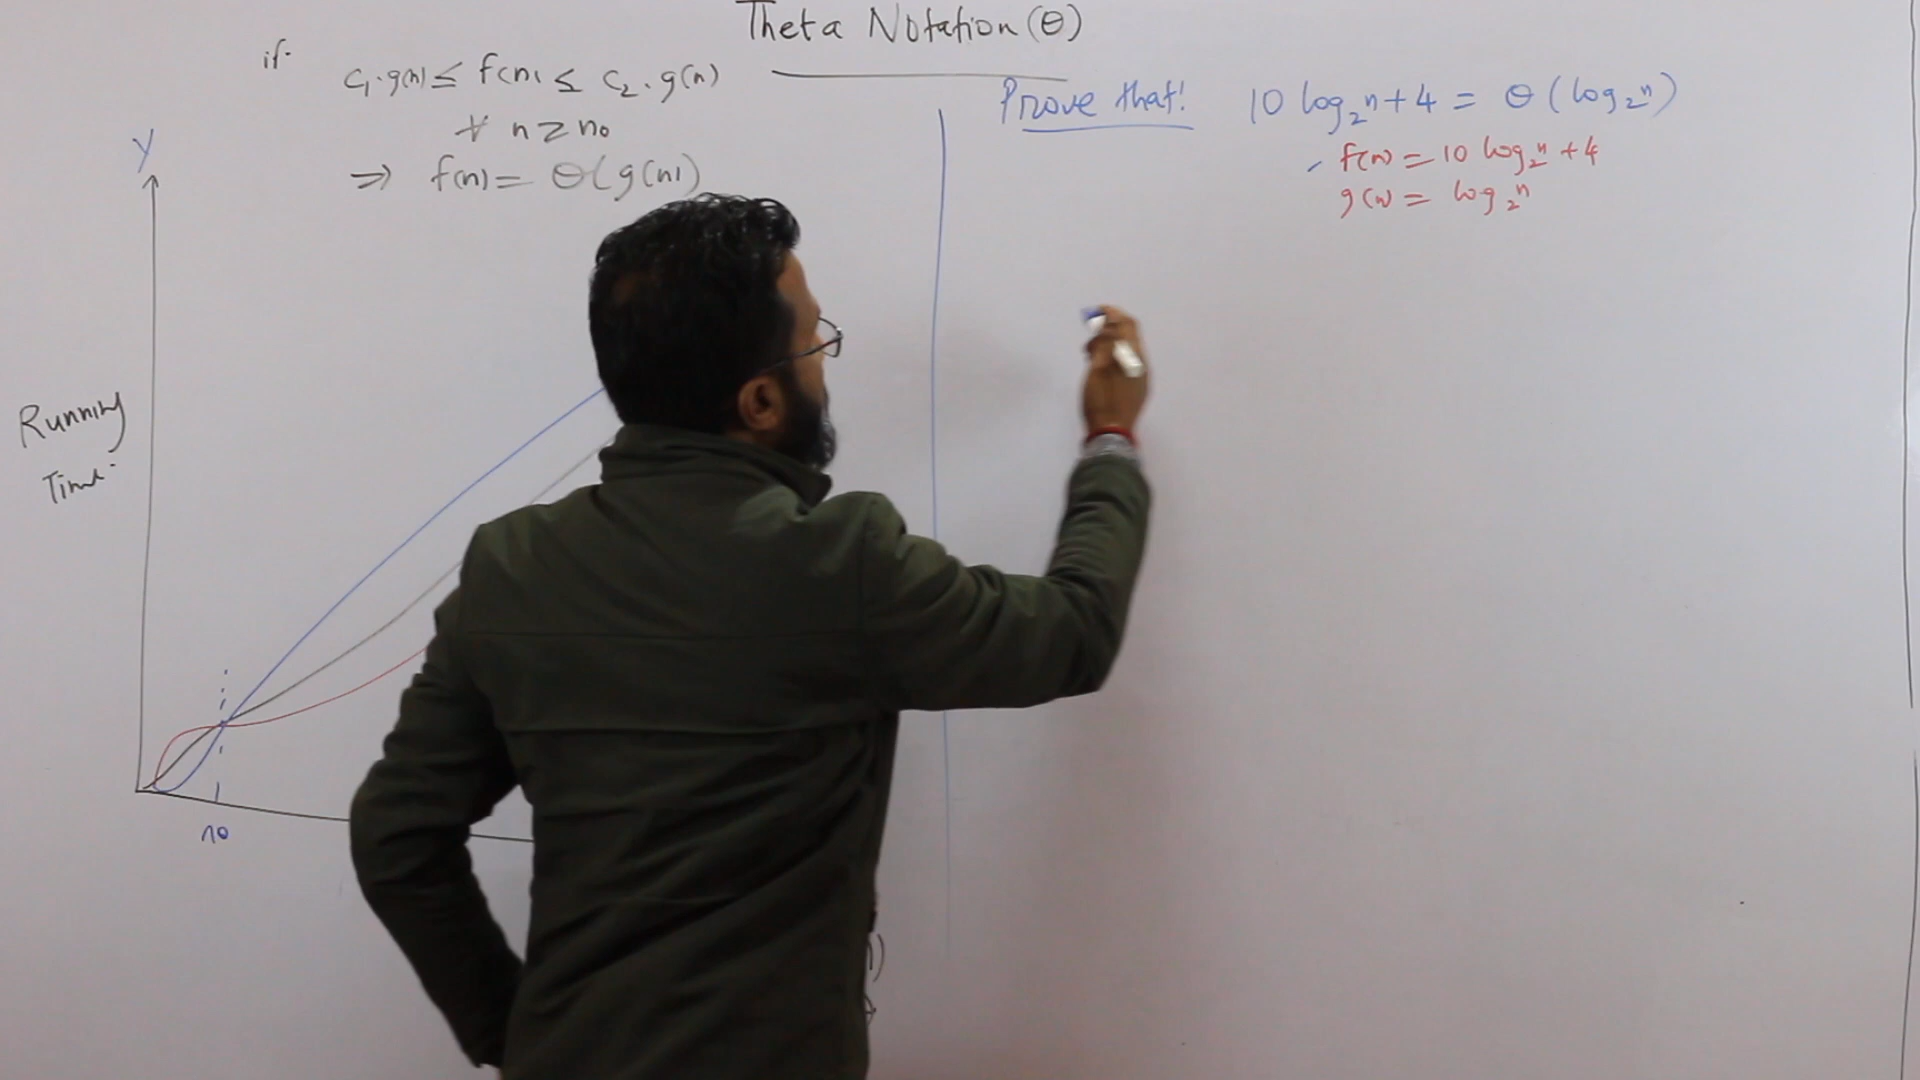 Theta Notation (θ)
if
c₁.g(n) ≤ f(n) ≤ c₂.g(n)
∀ n ≥ n₀
⇒ f(n) = θ(g(n))
Prove that! 10 log₂ⁿ + 4 = θ(log₂ⁿ)
f(n) = 10 log₂ⁿ + 4
g(n) = log₂ⁿ
y
Running
Time
n₀